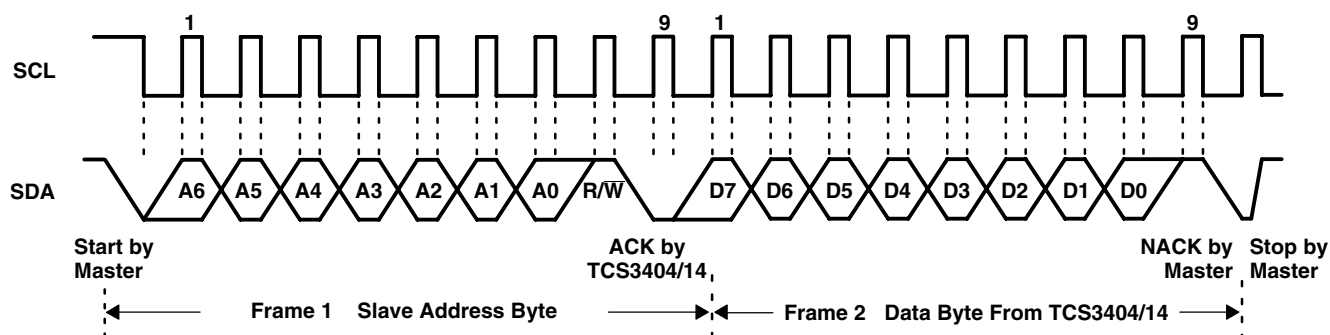 1 9 1 9
SCL
SDA
A6 A5 A4 A3 A2 A1 A0 R/W̅ D7 D6 D5 D4 D3 D2 D1 D0
Start by
Master
ACK by
TCS3404/14
NACK by
Master
Stop by
Master
Frame 1 Slave Address Byte
Frame 2 Data Byte From TCS3404/14